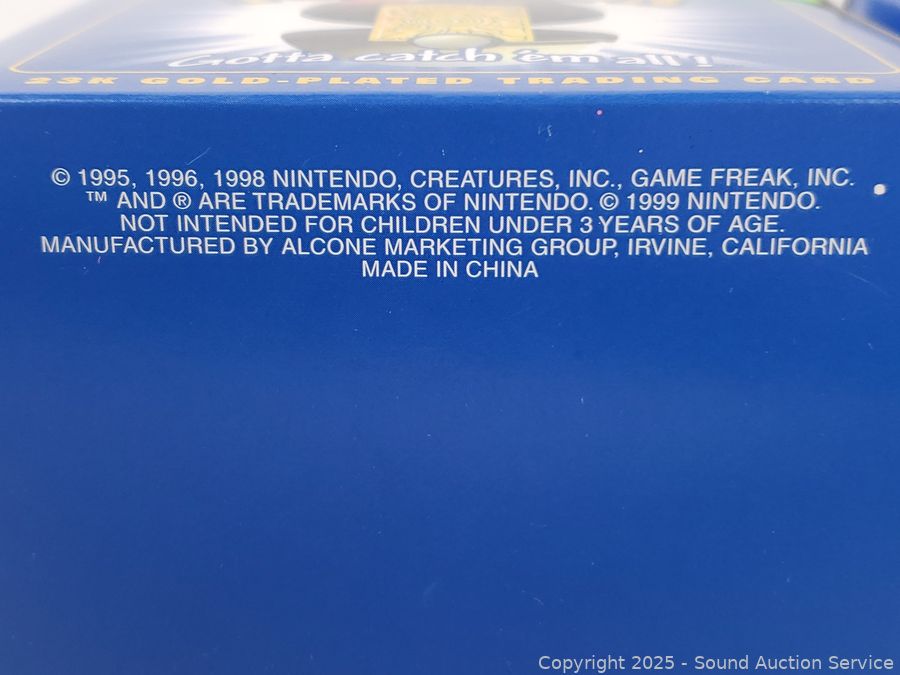 Gotta catch 'em all!
23K GOLD-PLATED TRADING CARD
© 1995, 1996, 1998 NINTENDO, CREATURES, INC., GAME FREAK, INC.
™ AND ® ARE TRADEMARKS OF NINTENDO. © 1999 NINTENDO.
NOT INTENDED FOR CHILDREN UNDER 3 YEARS OF AGE.
MANUFACTURED BY ALCONE MARKETING GROUP, IRVINE, CALIFORNIA
MADE IN CHINA
Copyright 2025 - Sound Auction Service